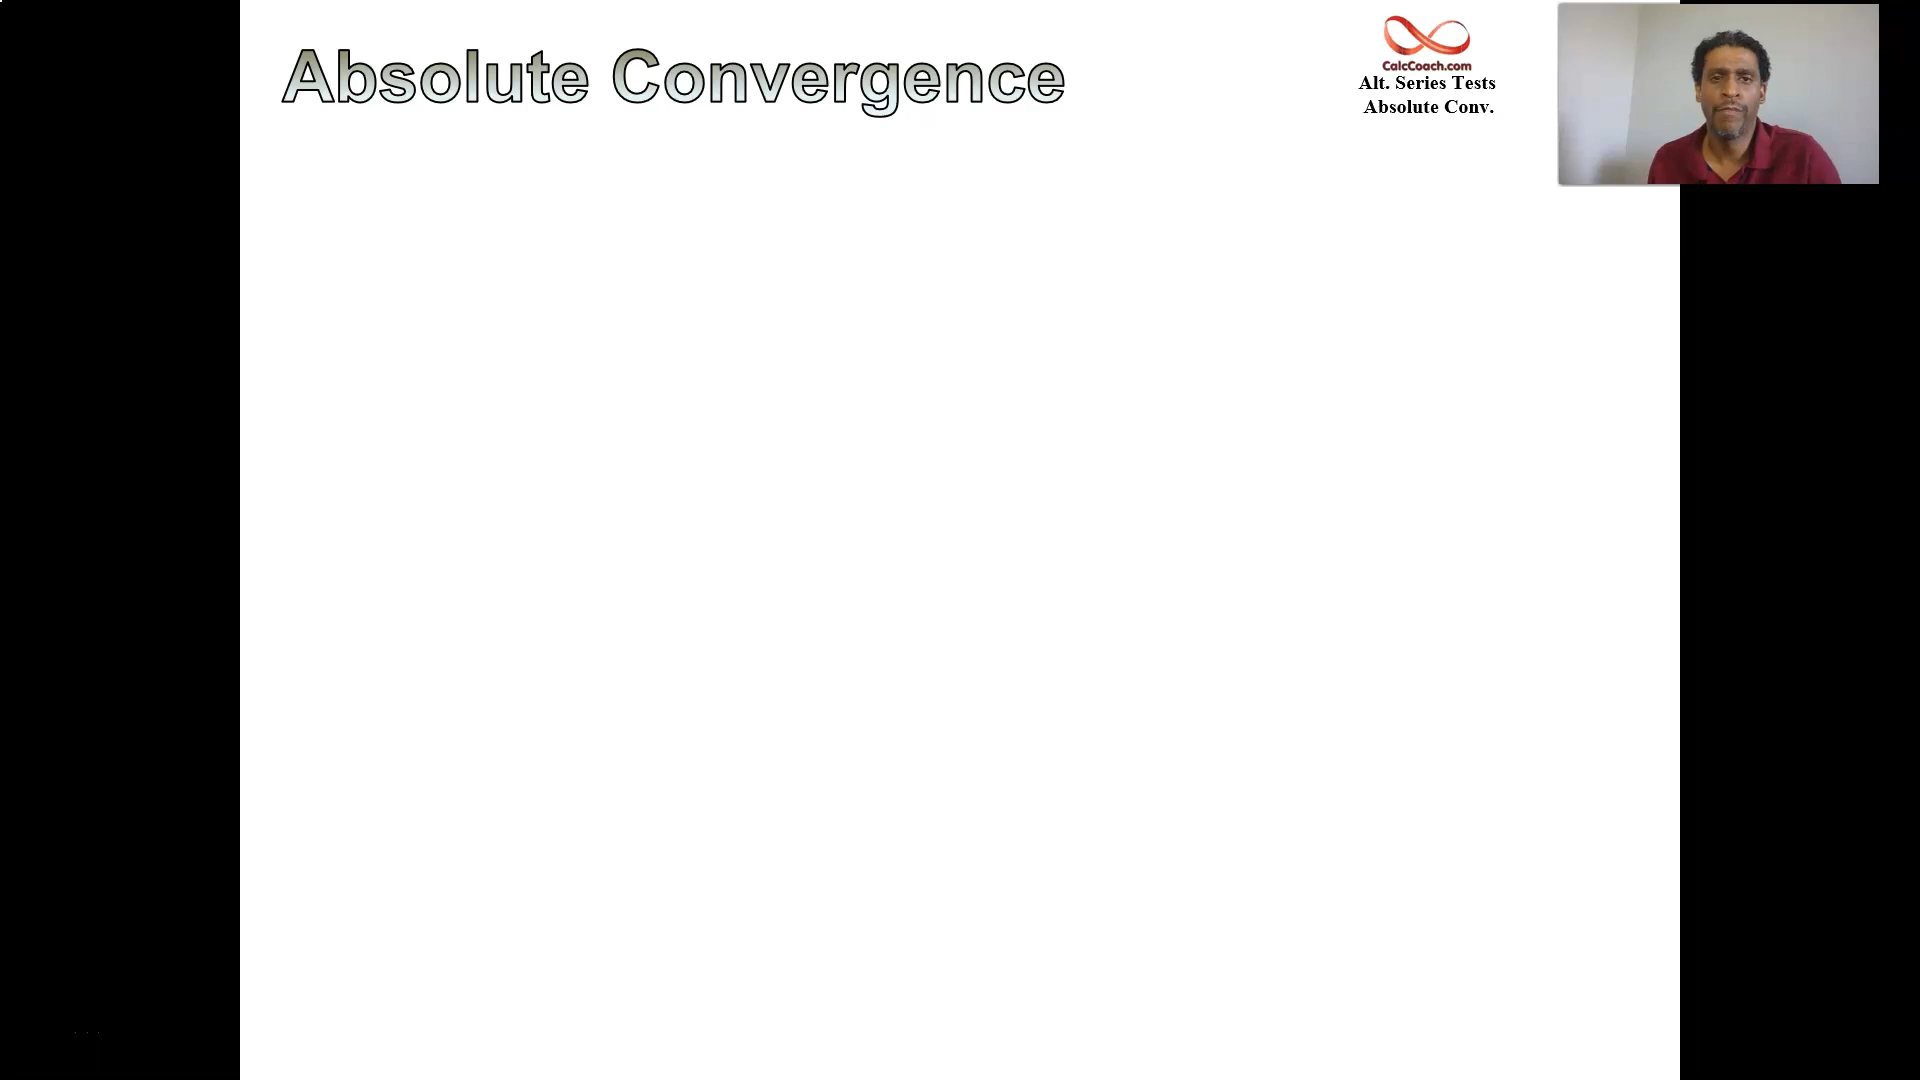 Absolute Convergence
CalcCoach.com
Alt. Series Tests
Absolute Conv.